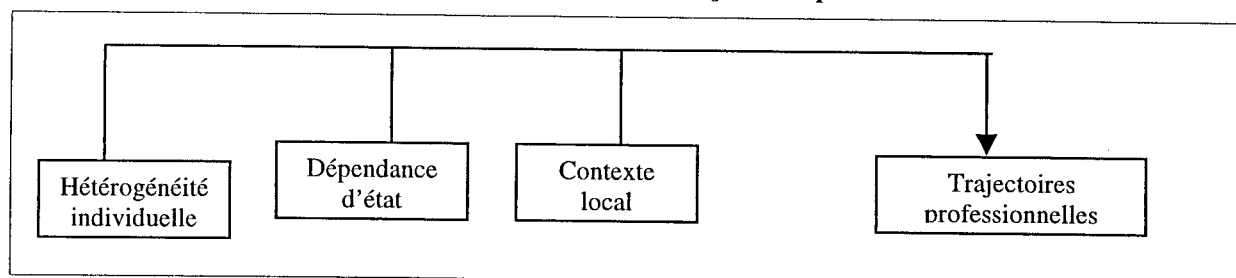 Hétérogénéité
individuelle
Dépendance
d'état
Contexte
local
Trajectoires
professionnelles